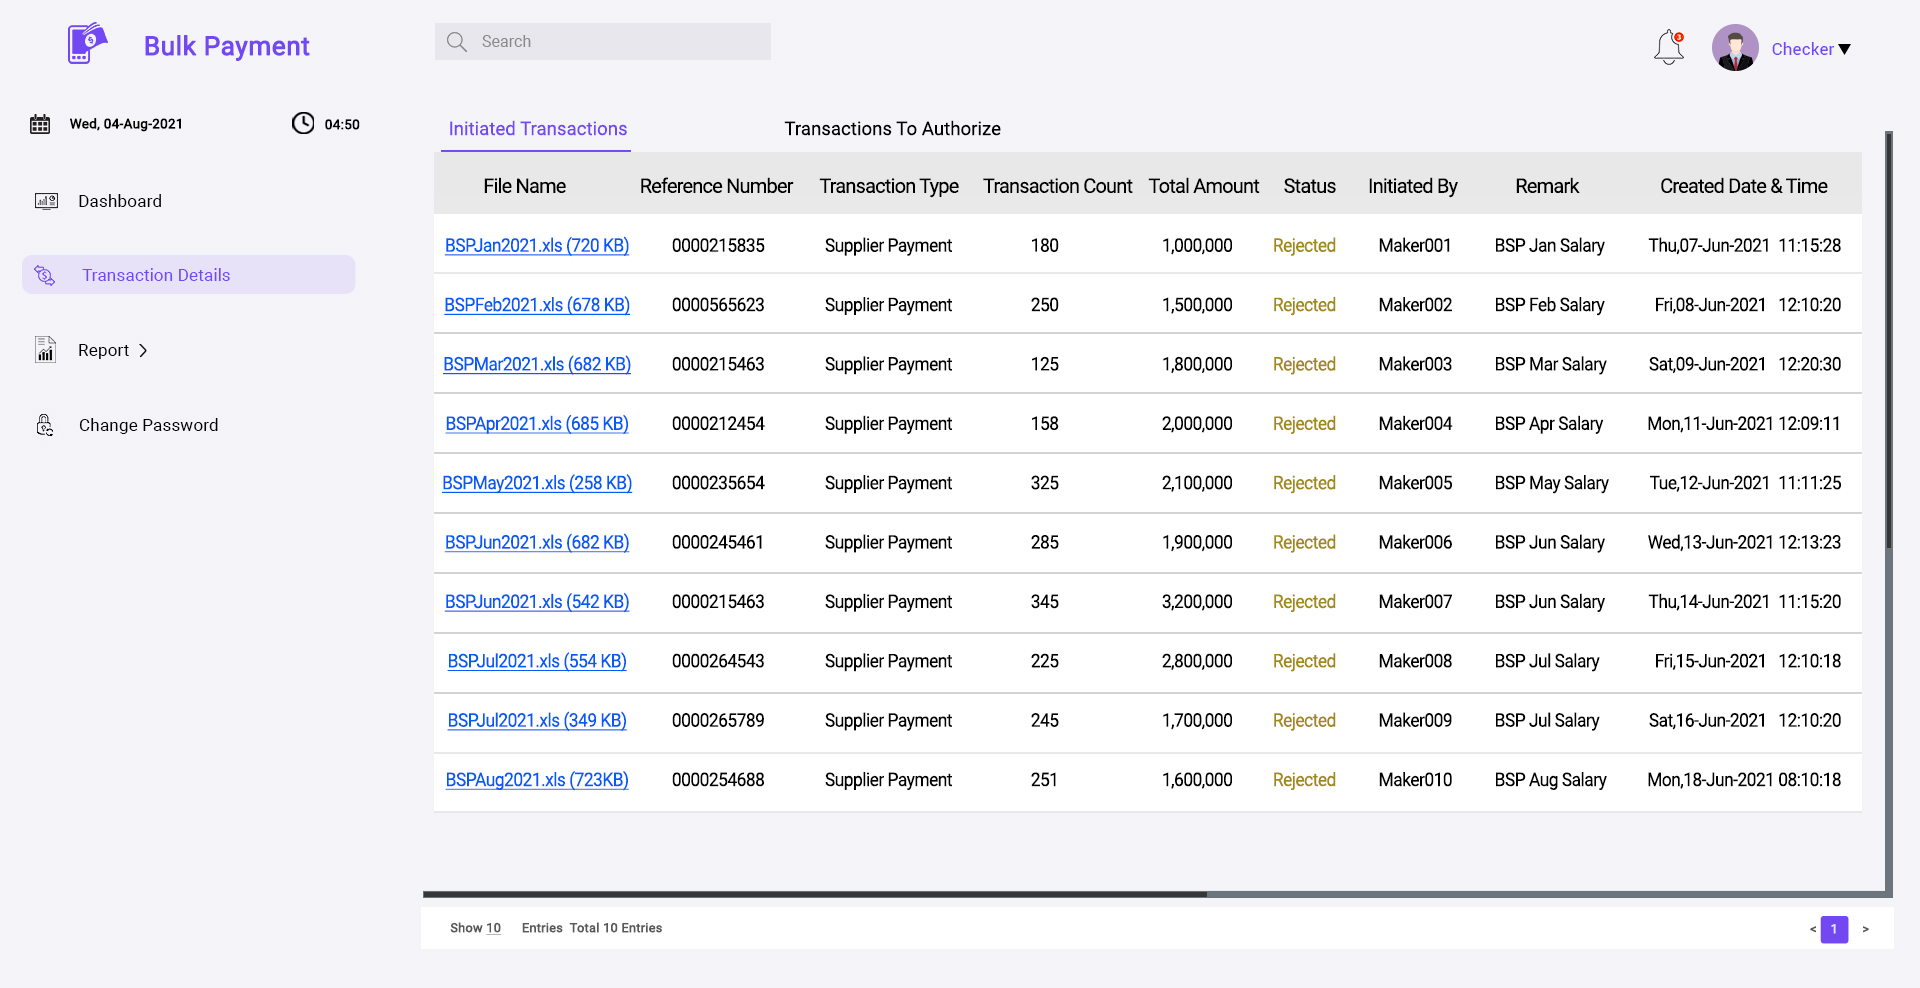 Bulk Payment
Search
3
Checker
Wed, 04-Aug-2021 04:50
Dashboard
Transaction Details
Report >
Change Password
Initiated Transactions Transactions To Authorize
File Name Reference Number Transaction Type Transaction Count Total Amount Status Initiated By Remark Created Date & Time
BSPJan2021.xls (720 KB) 0000215835 Supplier Payment 180 1,000,000 Rejected Maker001 BSP Jan Salary Thu,07-Jun-2021 11:15:28
BSPFeb2021.xls (678 KB) 0000565623 Supplier Payment 250 1,500,000 Rejected Maker002 BSP Feb Salary Fri,08-Jun-2021 12:10:20
BSPMar2021.xls (682 KB) 0000215463 Supplier Payment 125 1,800,000 Rejected Maker003 BSP Mar Salary Sat,09-Jun-2021 12:20:30
BSPApr2021.xls (685 KB) 0000212454 Supplier Payment 158 2,000,000 Rejected Maker004 BSP Apr Salary Mon,11-Jun-2021 12:09:11
BSPMay2021.xls (258 KB) 0000235654 Supplier Payment 325 2,100,000 Rejected Maker005 BSP May Salary Tue,12-Jun-2021 11:11:25
BSPJun2021.xls (682 KB) 0000245461 Supplier Payment 285 1,900,000 Rejected Maker006 BSP Jun Salary Wed,13-Jun-2021 12:13:23
BSPJun2021.xls (542 KB) 0000215463 Supplier Payment 345 3,200,000 Rejected Maker007 BSP Jun Salary Thu,14-Jun-2021 11:15:20
BSPJul2021.xls (554 KB) 0000264543 Supplier Payment 225 2,800,000 Rejected Maker008 BSP Jul Salary Fri,15-Jun-2021 12:10:18
BSPJul2021.xls (349 KB) 0000265789 Supplier Payment 245 1,700,000 Rejected Maker009 BSP Jul Salary Sat,16-Jun-2021 12:10:20
BSPAug2021.xls (723KB) 0000254688 Supplier Payment 251 1,600,000 Rejected Maker010 BSP Aug Salary Mon,18-Jun-2021 08:10:18
Show 10 Entries Total 10 Entries < 1 >